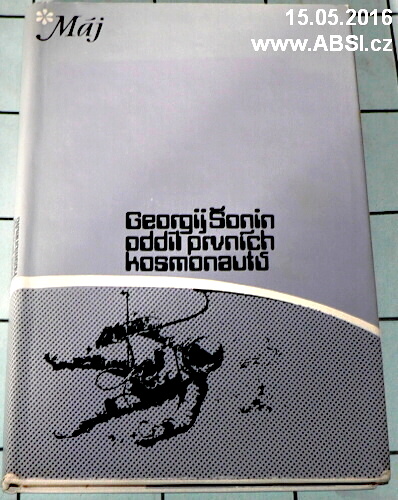 15.05.2016
www.ABSI.cz
Máj
Georgij Šonin
oddíl prvních
kosmonautů